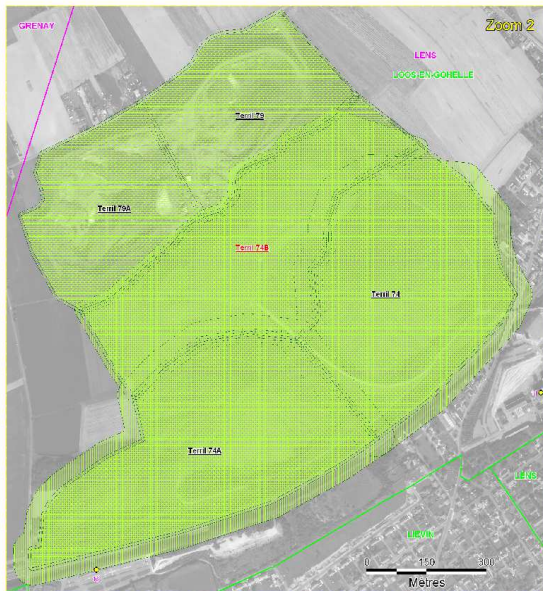 GRENAY
Zoom 2
LENS
LOOS-EN-GOHELLE
Terril 79
Terril 79A
Terril 74B
Terril 74
Terril 74A
LENS
LIEVIN
0 150 300
Metres